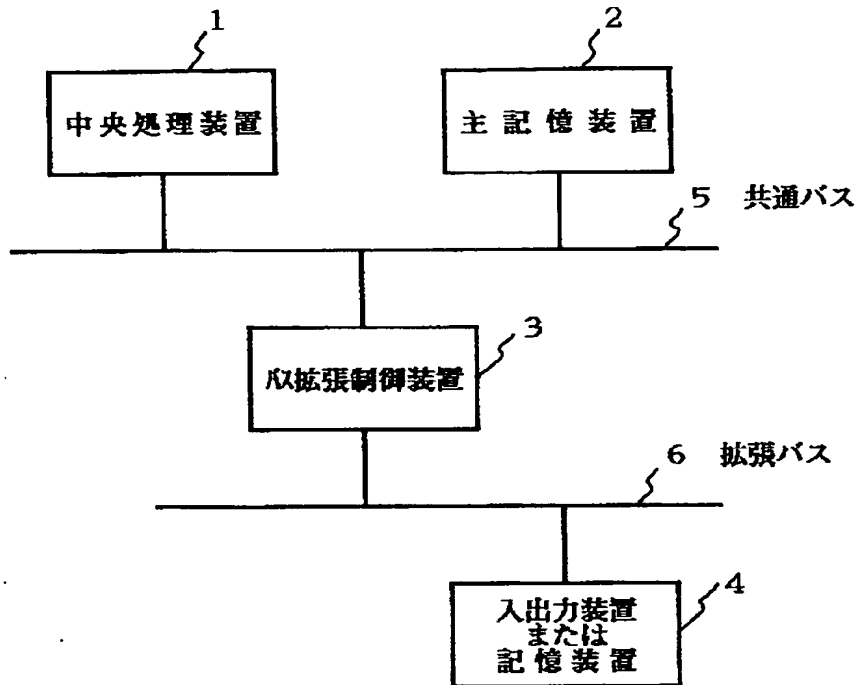 1
2
中央処理装置
主記憶装置
5 共通バス
3
バス拡張制御装置
6 拡張バス
4
入出力装置
または
記憶装置